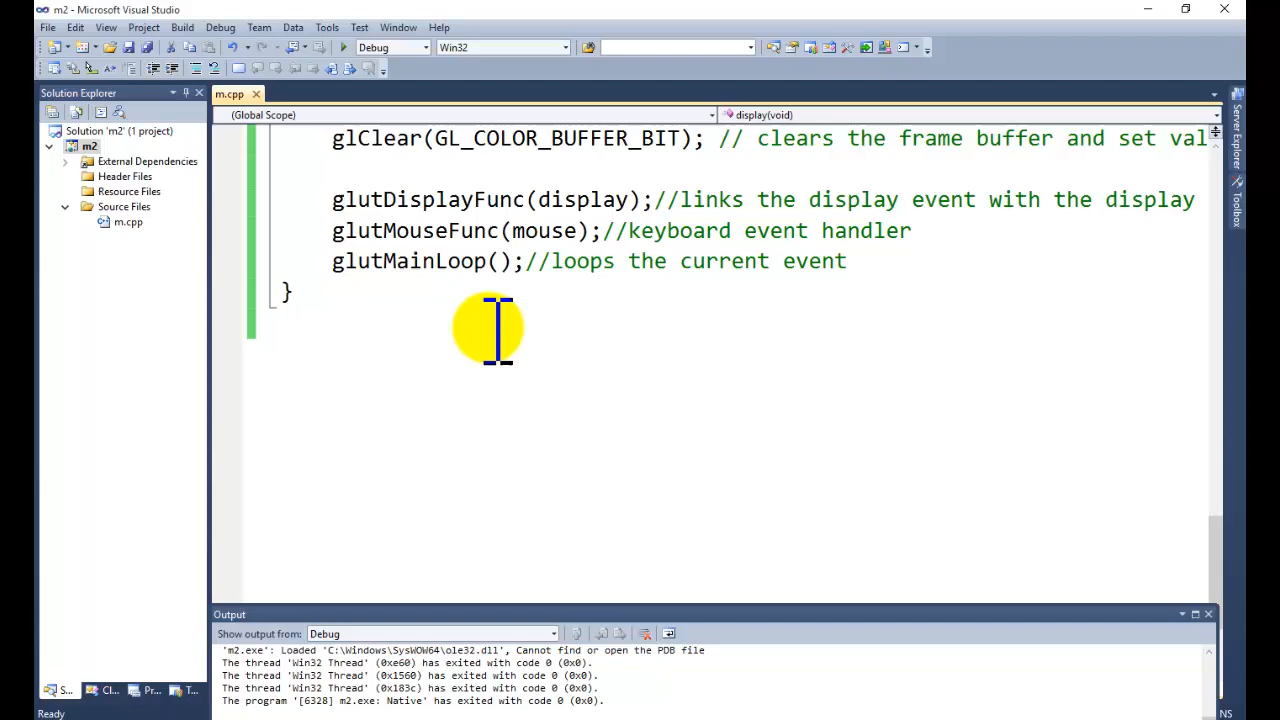 m2 - Microsoft Visual Studio
File Edit View Project Build Debug Team Data Tools Test Window Help
Debug Win32
Solution Explorer
m.cpp
(Global Scope) display(void)
Solution 'm2' (1 project)
m2
External Dependencies
Header Files
Resource Files
Source Files
m.cpp
glClear(GL_COLOR_BUFFER_BIT); // clears the frame buffer and set val
glutDisplayFunc(display);//links the display event with the display
glutMouseFunc(mouse);//keyboard event handler
glutMainLoop();//loops the current event
}
Server Explorer
Toolbox
Output
Show output from: Debug
'm2.exe': Loaded 'C:\Windows\SysWOW64\ole32.dll', Cannot find or open the PDB file
The thread 'Win32 Thread' (0xe60) has exited with code 0 (0x0).
The thread 'Win32 Thread' (0x1560) has exited with code 0 (0x0).
The thread 'Win32 Thread' (0x183c) has exited with code 0 (0x0).
The program '[6328] m2.exe: Native' has exited with code 0 (0x0).
S... Cl... Pr... T...
Ready
NS